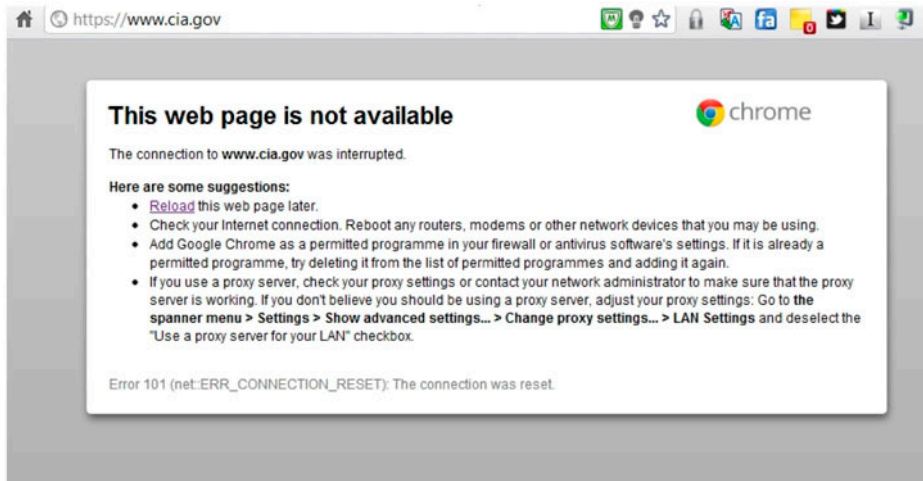 https://www.cia.gov
This web page is not available
chrome
The connection to www.cia.gov was interrupted.
Here are some suggestions:
Reload this web page later.
Check your Internet connection. Reboot any routers, modems or other network devices that you may be using.
Add Google Chrome as a permitted programme in your firewall or antivirus software's settings. If it is already a
permitted programme, try deleting it from the list of permitted programmes and adding it again.
If you use a proxy server, check your proxy settings or contact your network administrator to make sure that the proxy
server is working. If you don't believe you should be using a proxy server, adjust your proxy settings: Go to the
spanner menu > Settings > Show advanced settings... > Change proxy settings... > LAN Settings and deselect the
"Use a proxy server for your LAN" checkbox.
Error 101 (net::ERR_CONNECTION_RESET): The connection was reset.